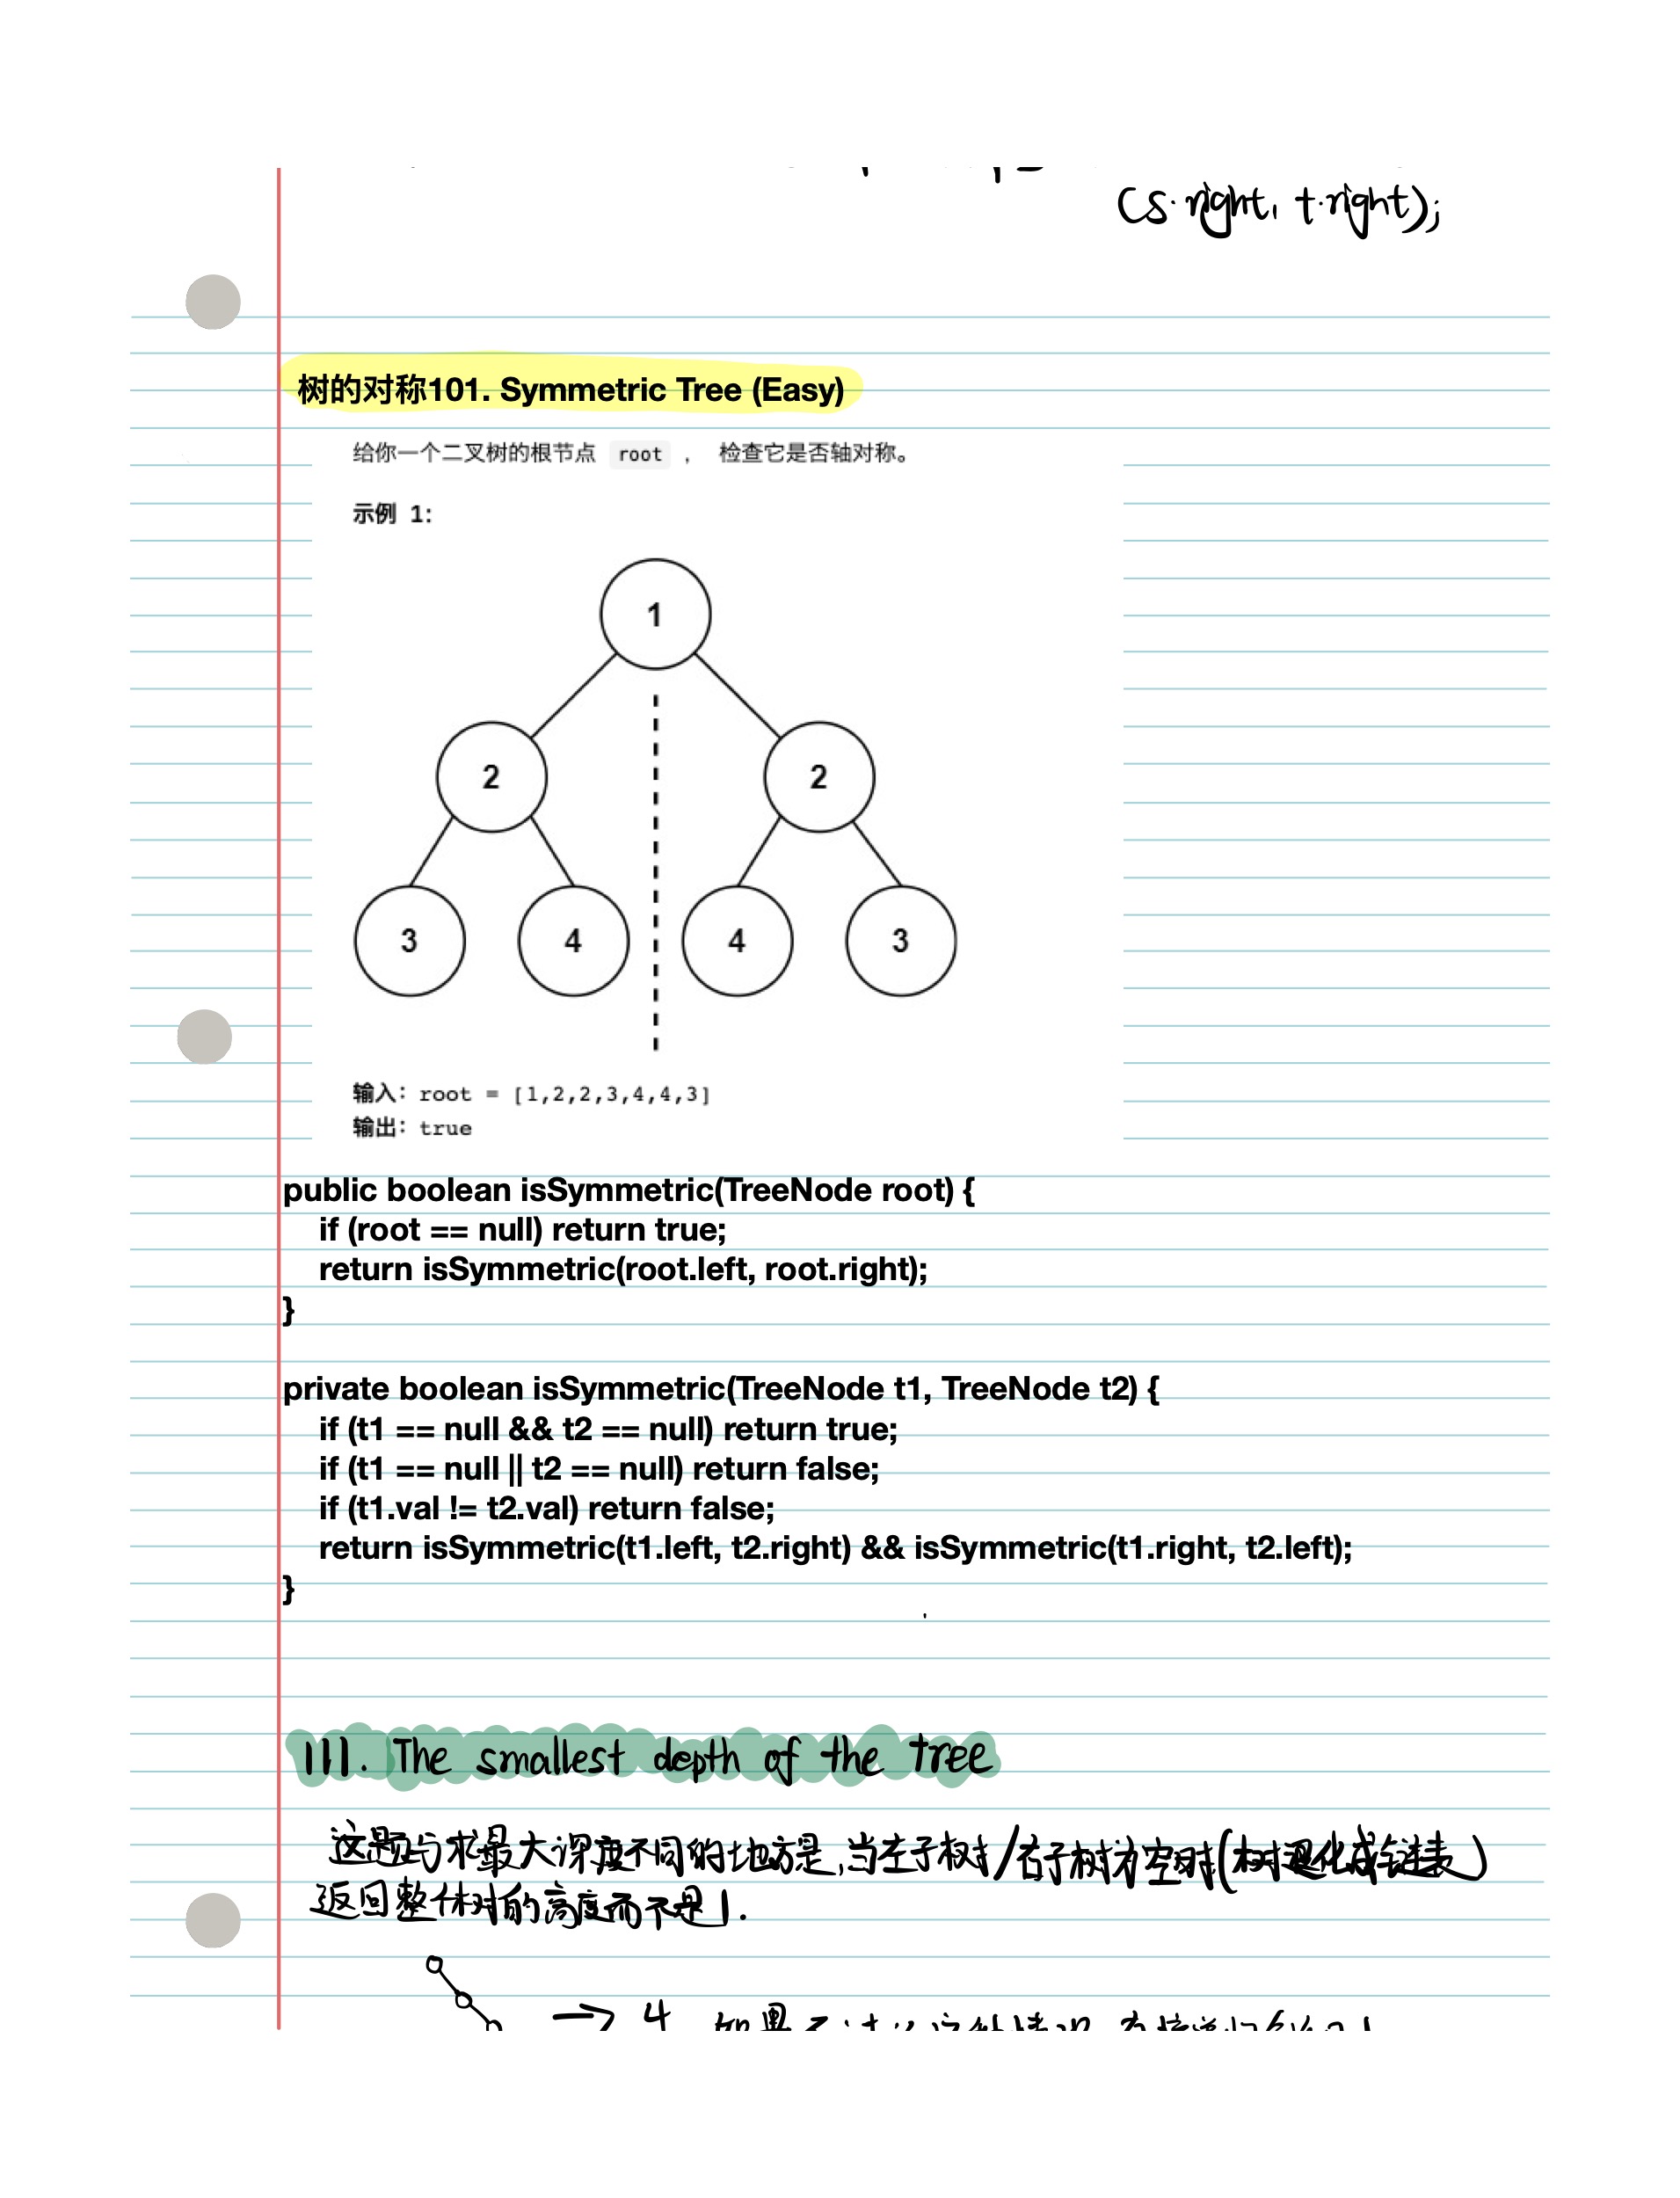 (s.right, t.right);
树的对称101. Symmetric Tree (Easy)
给你一个二叉树的根节点 root ， 检查它是否轴对称。
示例 1:
1
2 2
3 4 4 3
输入：root = [1,2,2,3,4,4,3]
输出：true
public boolean isSymmetric(TreeNode root) {
if (root == null) return true;
return isSymmetric(root.left, root.right);
}
private boolean isSymmetric(TreeNode t1, TreeNode t2) {
if (t1 == null && t2 == null) return true;
if (t1 == null || t2 == null) return false;
if (t1.val != t2.val) return false;
return isSymmetric(t1.left, t2.right) && isSymmetric(t1.right, t2.left);
}
111. The smallest depth of the tree
这题与求最大深度不同的地方是,当左子树/右子树为空时(树退化成链表)
返回整个树的高度而不是1.
→ 4 如果不